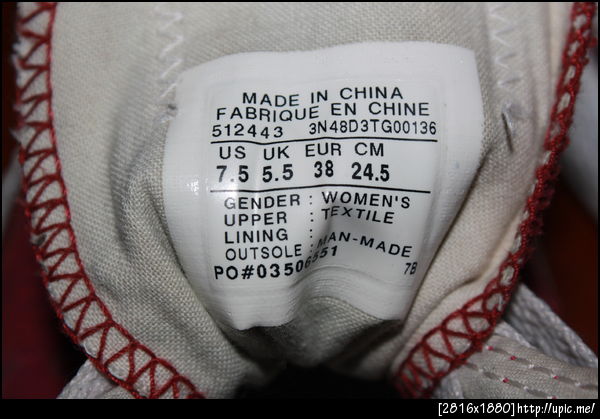 MADE IN CHINA
FABRIQUE EN CHINE
512443 3N48D3TG00136
US UK EUR CM
7.5 5.5 38 24.5
GENDER : WOMEN'S
UPPER : TEXTILE
LINING :
OUTSOLE : MAN-MADE
PO#03506551 7B
[2816x1880]http://upic.me/